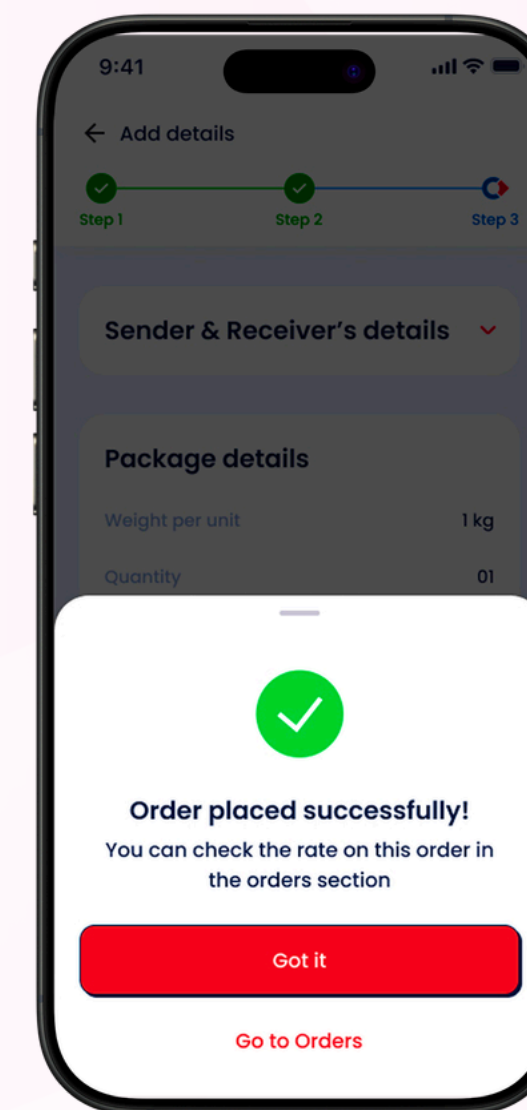 9:41
Add details
Step 1 Step 2 Step 3
Sender & Receiver's details
Package details
Weight per unit 1 kg
Quantity 01
Order placed successfully!
You can check the rate on this order in
the orders section
Got it
Go to Orders